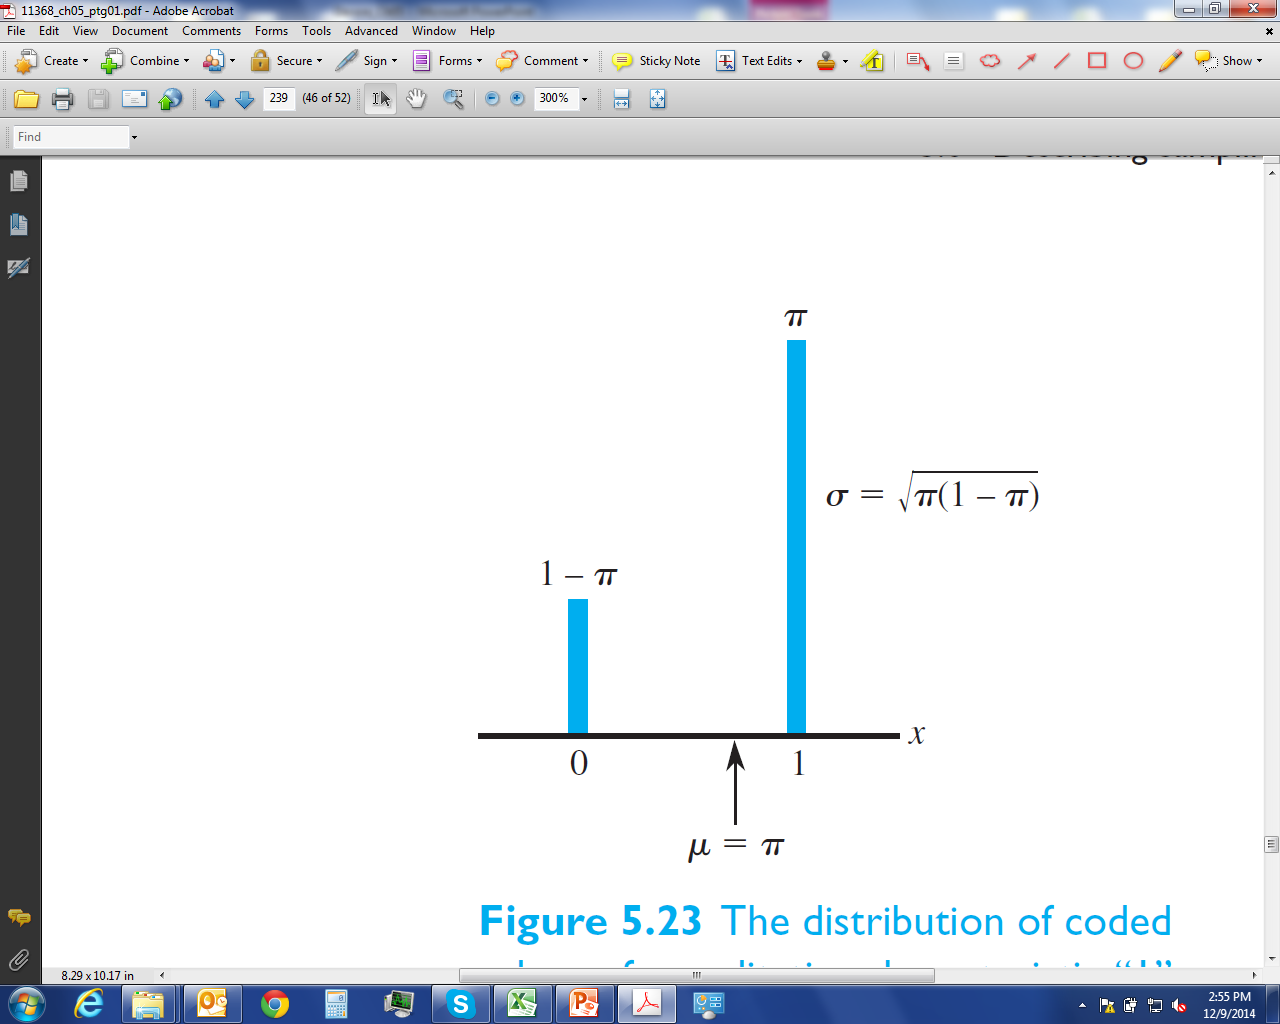 11368_ch05_ptg01.pdf - Adobe Acrobat
File Edit View Document Comments Forms Tools Advanced Window Help
Create Combine Secure Sign Forms Comment Sticky Note Text Edits Show
239 (46 of 52) 300%
Find
π
σ = √π(1 – π)
1 – π
x
0 1
μ = π
Figure 5.23 The distribution of coded
8.29 x 10.17 in
2:55 PM
12/9/2014